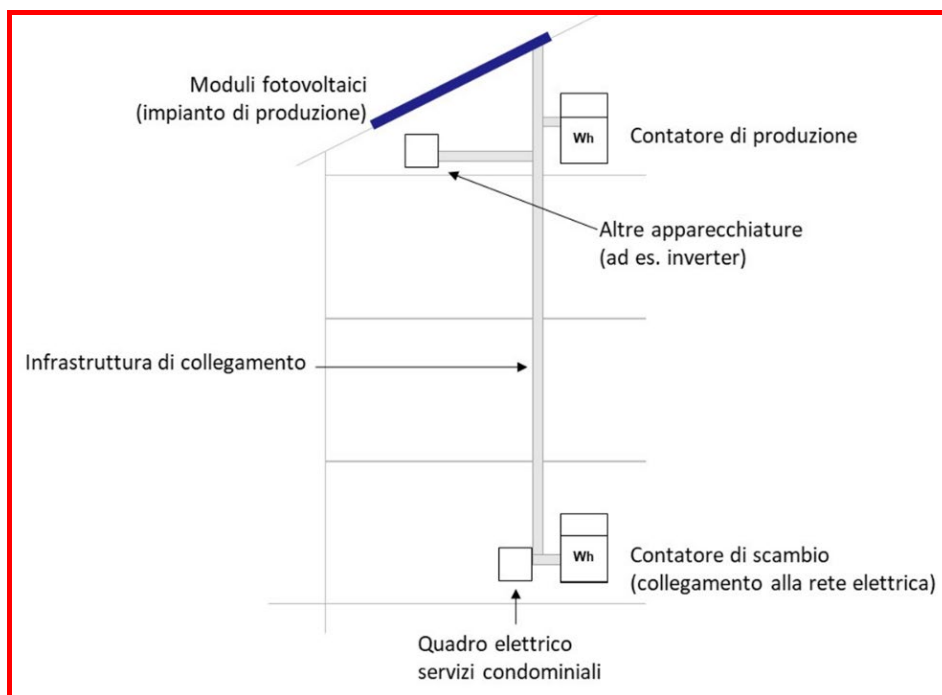 Moduli fotovoltaici
(impianto di produzione)
Wh
Contatore di produzione
Altre apparecchiature
(ad es. inverter)
Infrastruttura di collegamento
Wh
Contatore di scambio
(collegamento alla rete elettrica)
Quadro elettrico
servizi condominiali